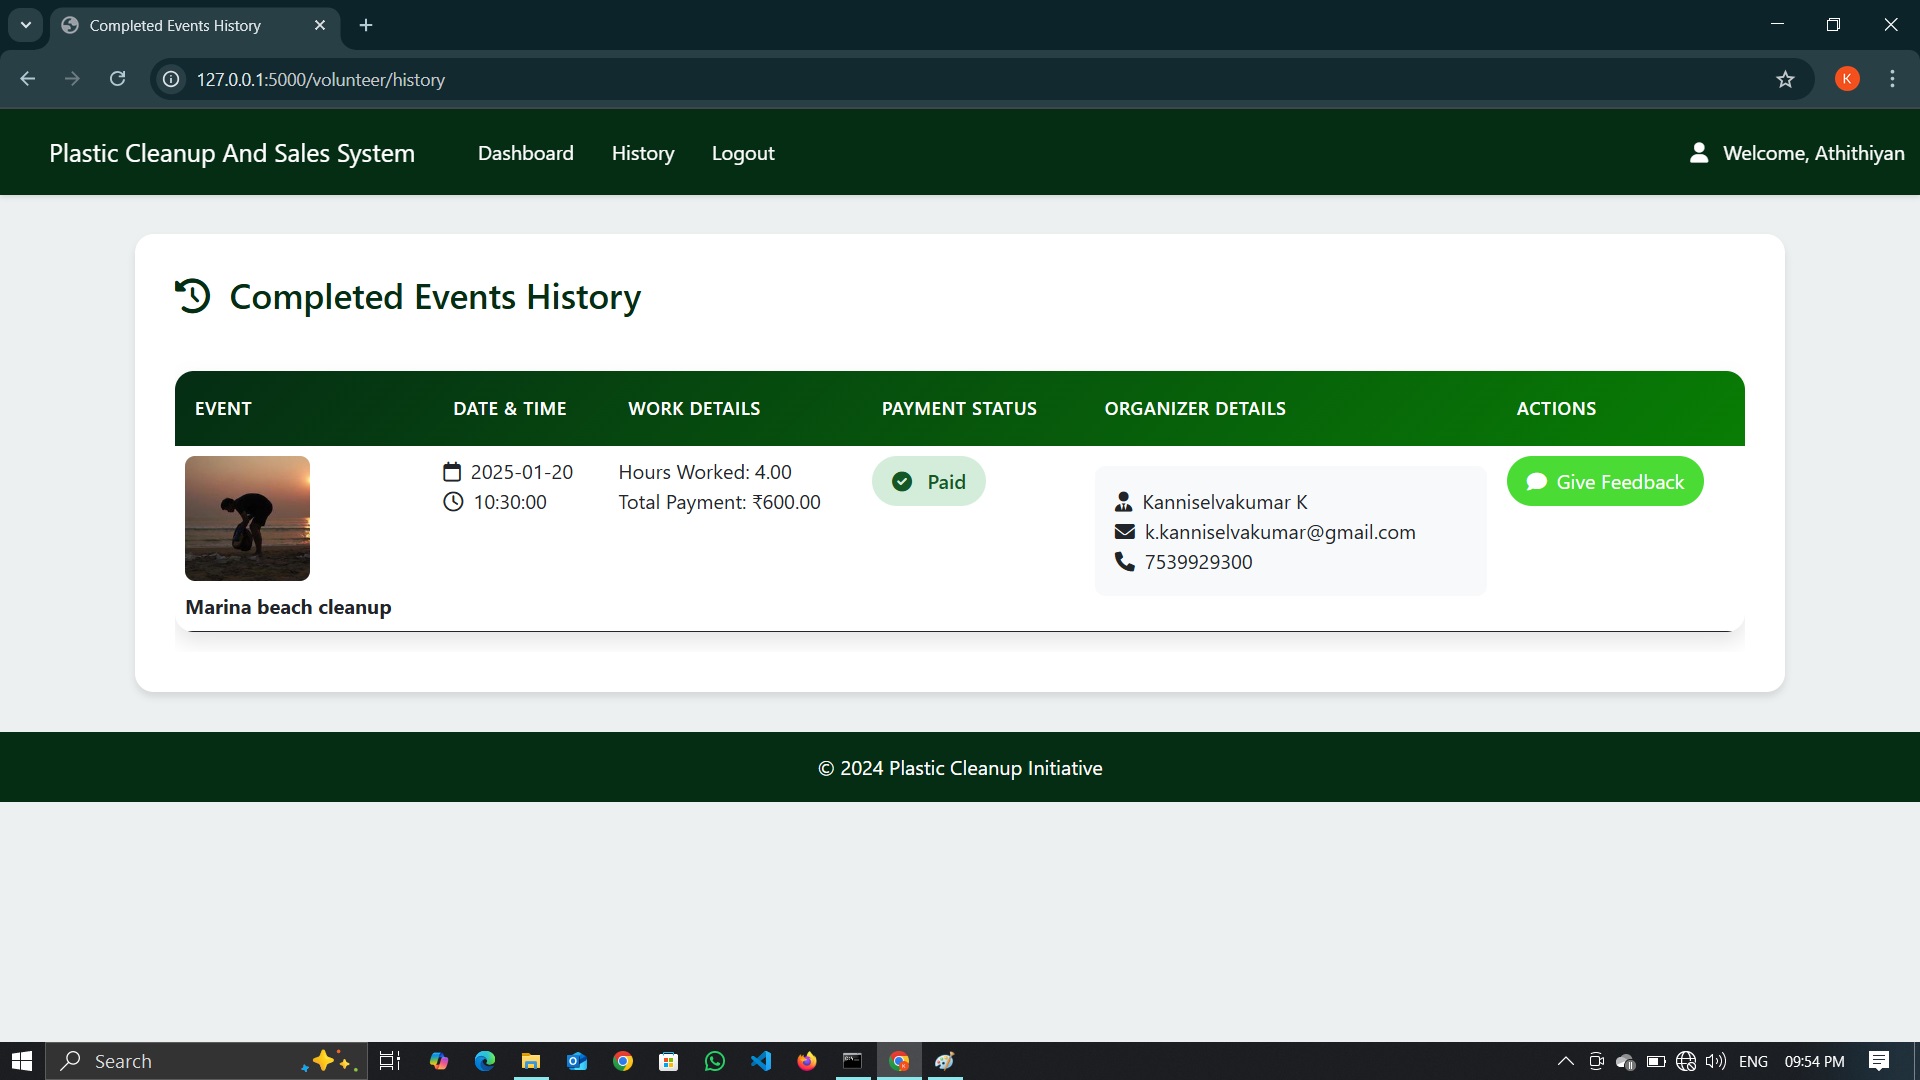 Completed Events History
127.0.0.1:5000/volunteer/history
K
Plastic Cleanup And Sales System
Dashboard
History
Logout
Welcome, Athithiyan
Completed Events History
EVENT
DATE & TIME
WORK DETAILS
PAYMENT STATUS
ORGANIZER DETAILS
ACTIONS
2025-01-20
10:30:00
Hours Worked: 4.00
Total Payment: ₹600.00
Paid
Kanniselvakumar K
k.kanniselvakumar@gmail.com
7539929300
Give Feedback
Marina beach cleanup
© 2024 Plastic Cleanup Initiative
Search
ENG
09:54 PM